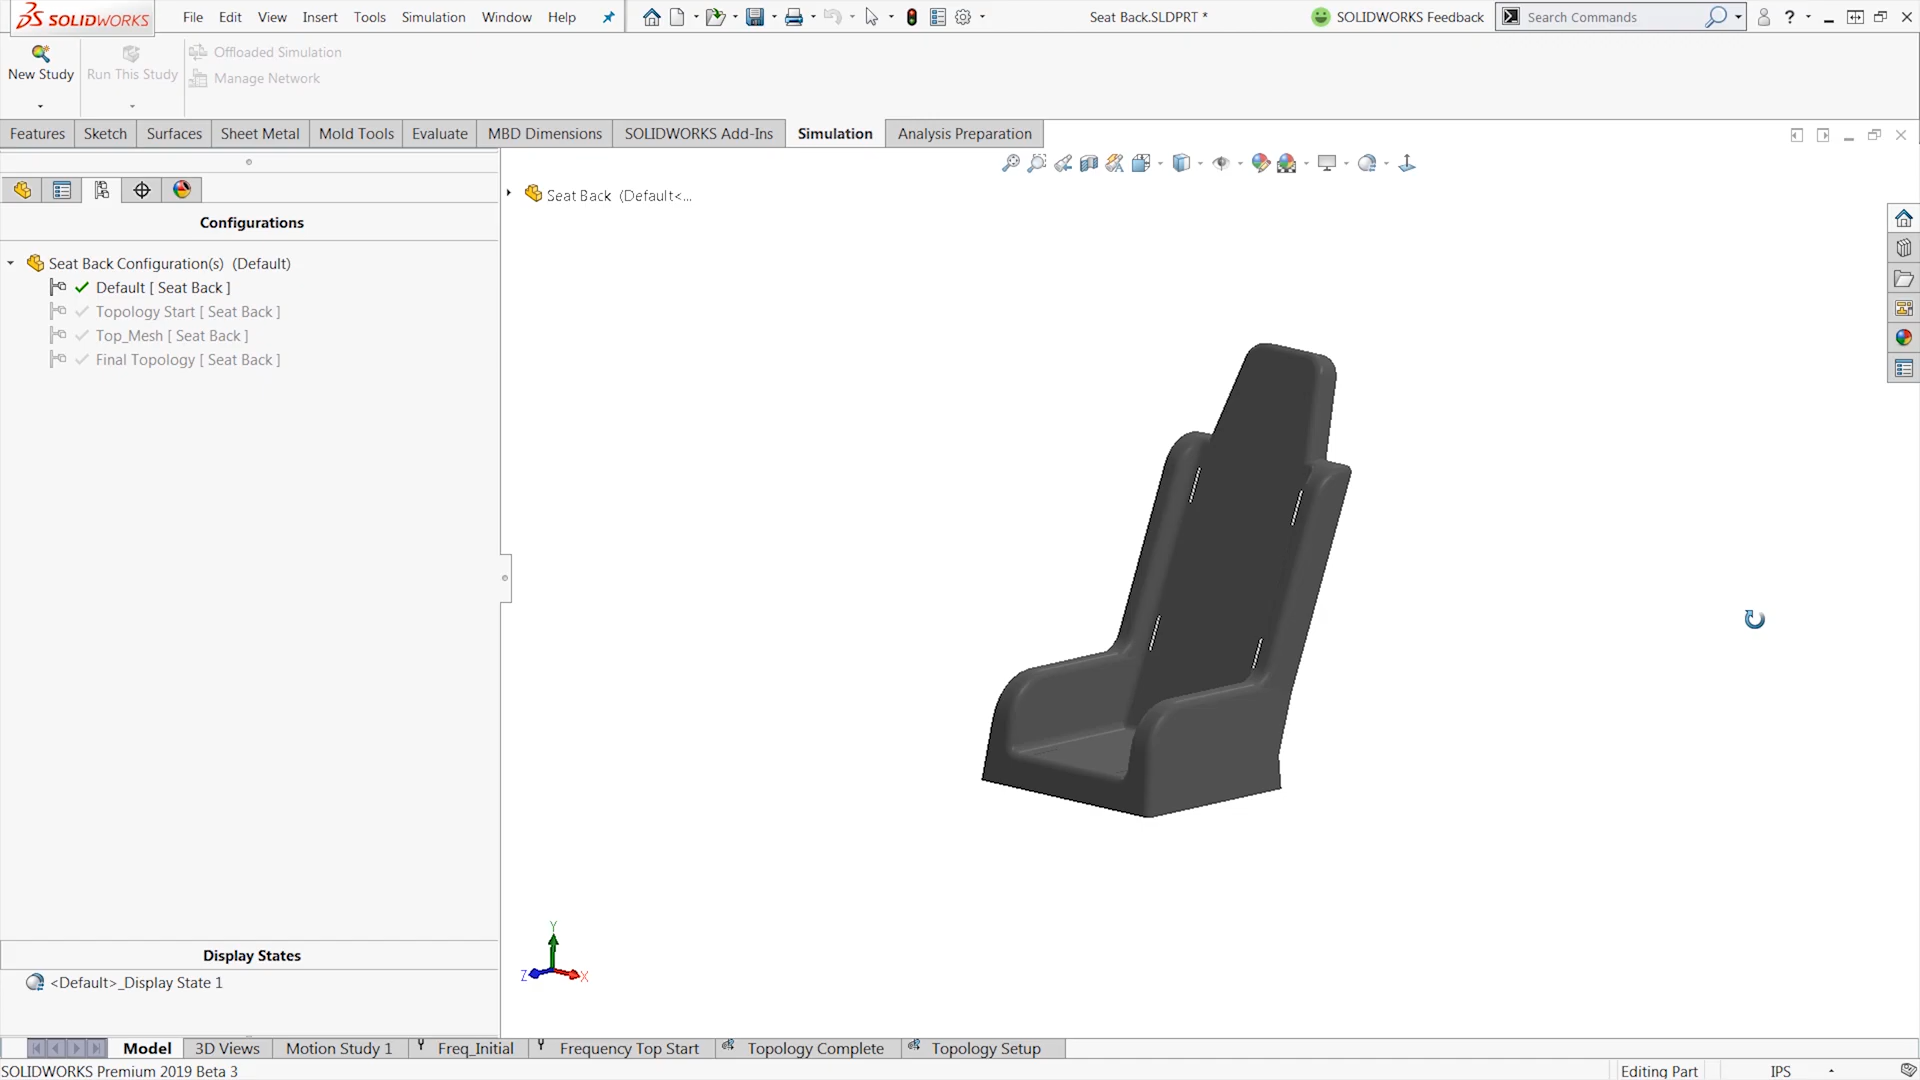 SOLIDWORKS File Edit View Insert Tools Simulation Window Help Seat Back.SLDPRT * SOLIDWORKS Feedback Search Commands ?
New Study Run This Study Offloaded Simulation
Manage Network
Features Sketch Surfaces Sheet Metal Mold Tools Evaluate MBD Dimensions SOLIDWORKS Add-Ins Simulation Analysis Preparation
Seat Back (Default<...
Configurations
Seat Back Configuration(s) (Default)
Default [ Seat Back ]
Topology Start [ Seat Back ]
Top_Mesh [ Seat Back ]
Final Topology [ Seat Back ]
Y
Z X
Display States
<Default>_Display State 1
Model 3D Views Motion Study 1 Freq_Initial Frequency Top Start Topology Complete Topology Setup
SOLIDWORKS Premium 2019 Beta 3 Editing Part IPS